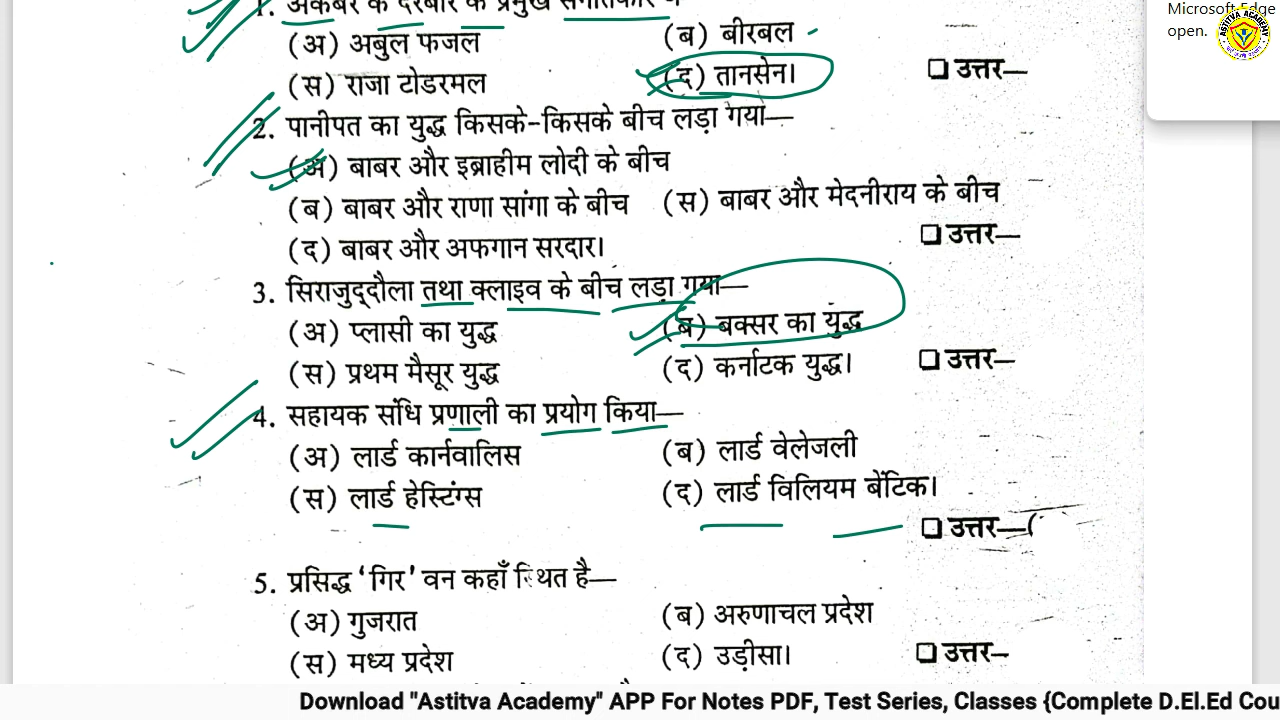 1. अकबर के दरबार के प्रमुख संगीतकार थे
(अ) अबुल फजल (ब) बीरबल
(स) राजा टोडरमल (द) तानसेन। उत्तर—
2. पानीपत का युद्ध किसके-किसके बीच लड़ा गया—
(अ) बाबर और इब्राहीम लोदी के बीच
(ब) बाबर और राणा सांगा के बीच (स) बाबर और मेदनीराय के बीच
(द) बाबर और अफगान सरदार। उत्तर—
3. सिराजुद्दौला तथा क्लाइव के बीच लड़ा गया—
(अ) प्लासी का युद्ध (ब) बक्सर का युद्ध
(स) प्रथम मैसूर युद्ध (द) कर्नाटक युद्ध। उत्तर—
4. सहायक संधि प्रणाली का प्रयोग किया—
(अ) लार्ड कार्नवालिस (ब) लार्ड वेलेजली
(स) लार्ड हेस्टिंग्स (द) लार्ड विलियम बेंटिक।
उत्तर—(
5. प्रसिद्ध ‘गिर’ वन कहाँ स्थित है—
(अ) गुजरात (ब) अरुणाचल प्रदेश
(स) मध्य प्रदेश (द) उड़ीसा। उत्तर—
Microsoft Edge
open.
ASTITVA ACADEMY
Download "Astitva Academy" APP For Notes PDF, Test Series, Classes {Complete D.El.Ed Cou